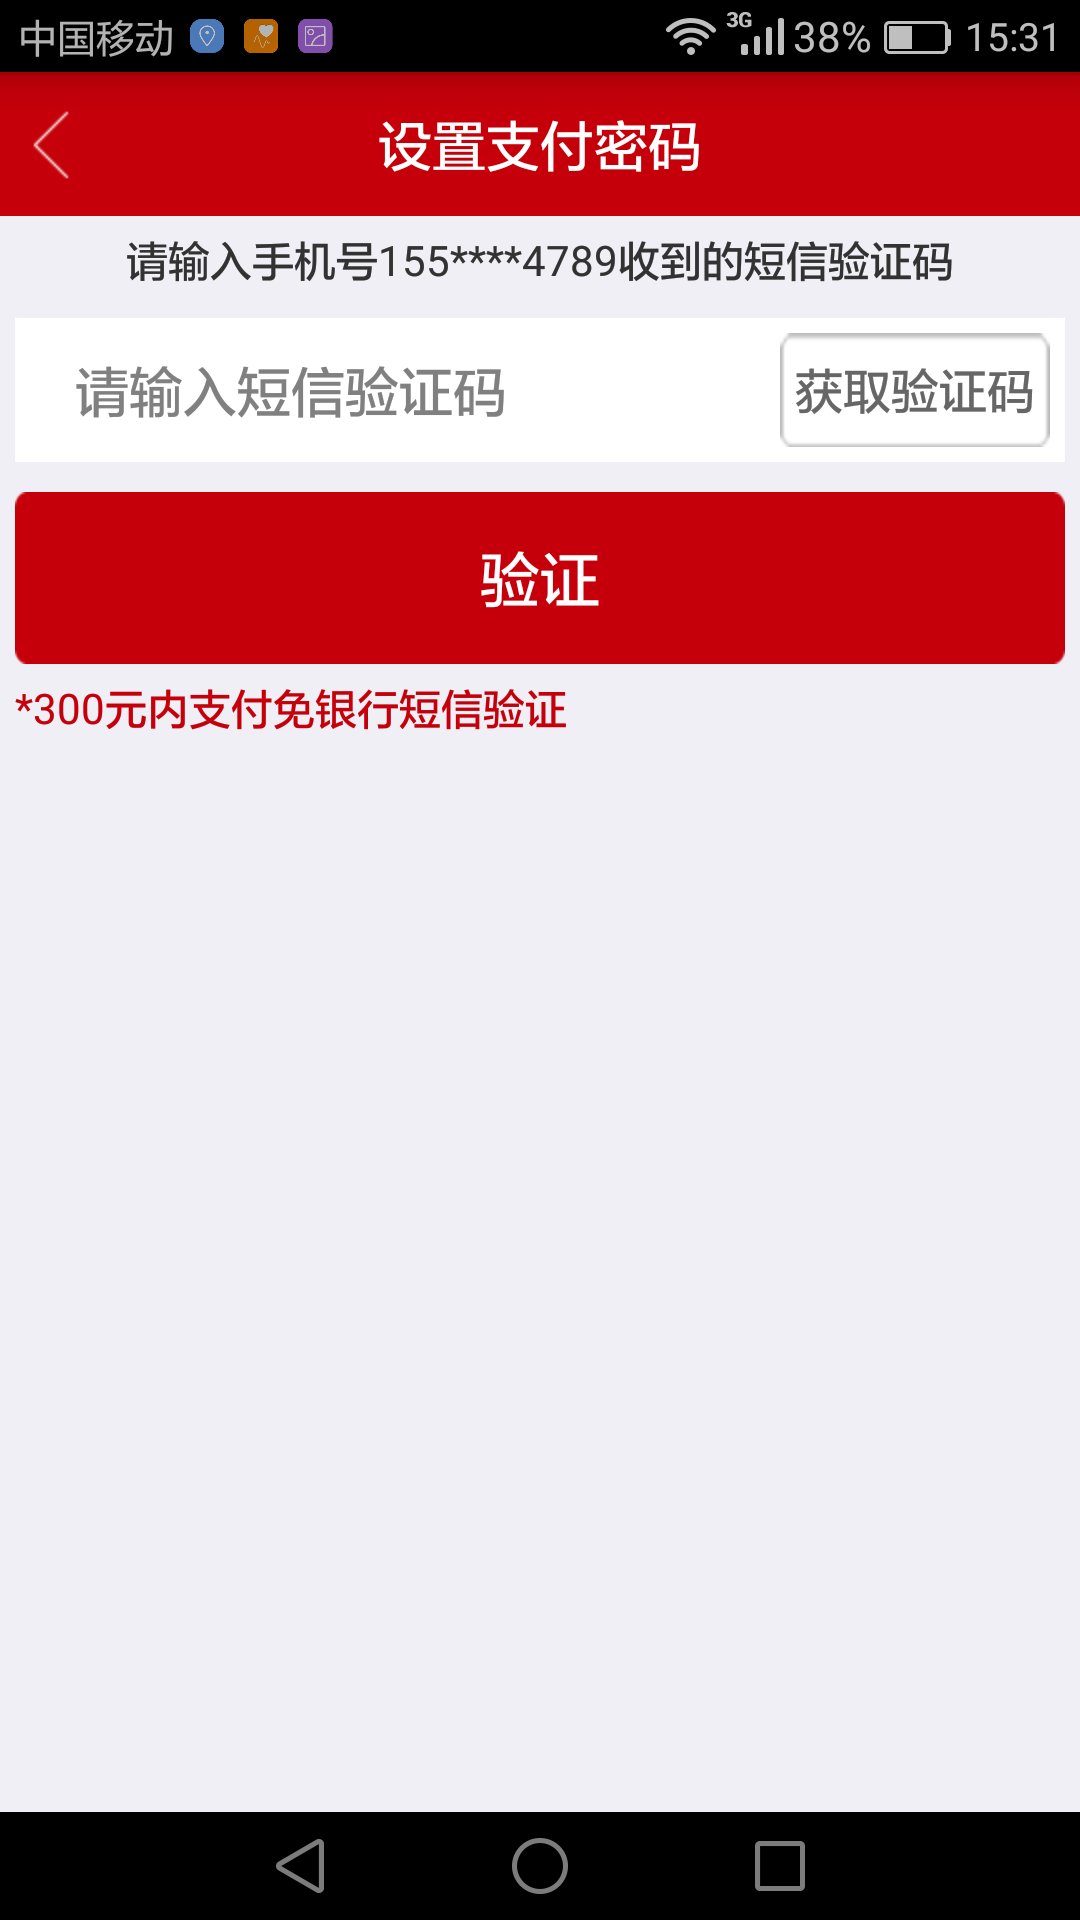 中国移动 3G 38% 15:31
设置支付密码
请输入手机号155****4789收到的短信验证码
请输入短信验证码 获取验证码
验证
*300元内支付免银行短信验证